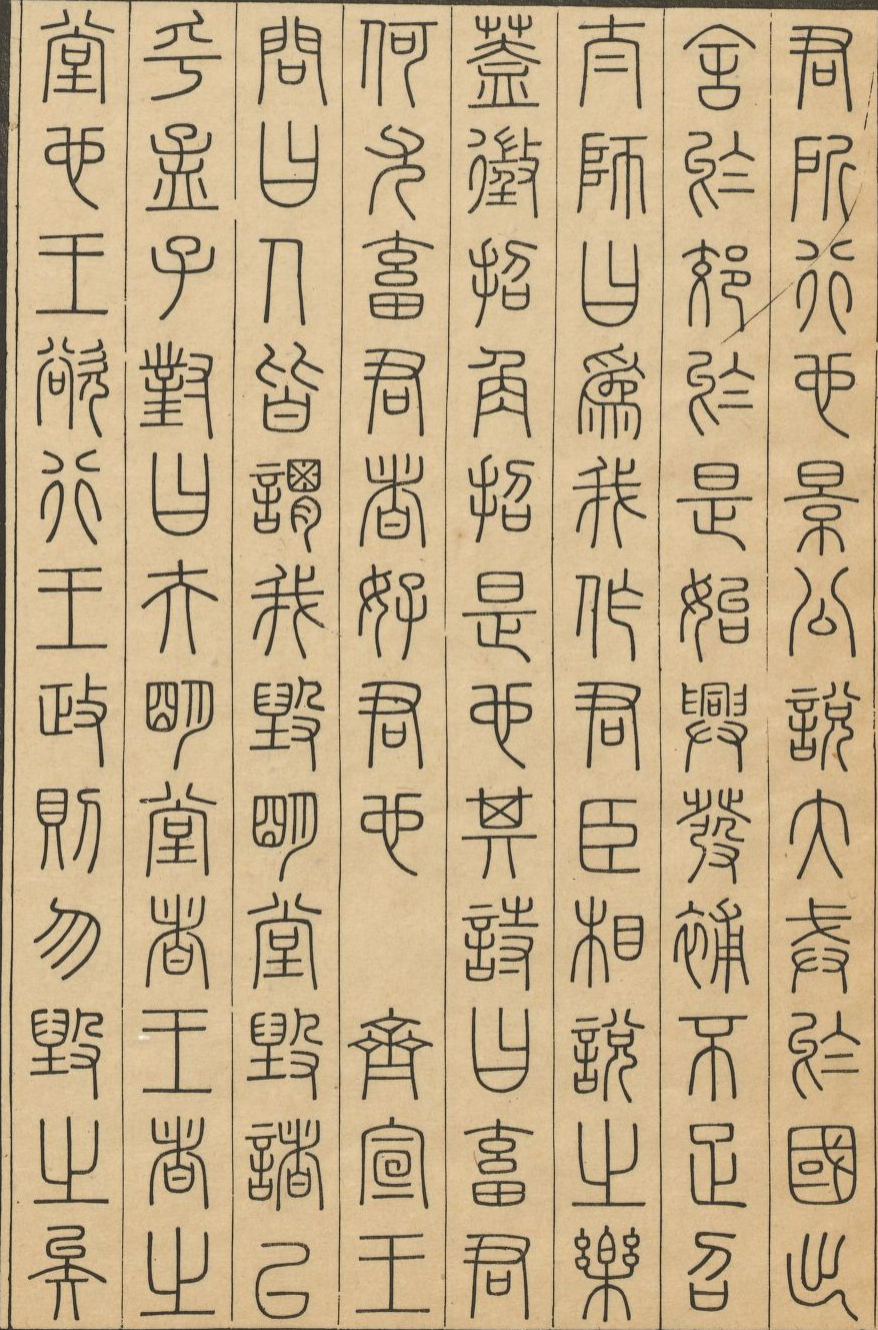 君所行也景公說大戒於國出
舍於郊於是始興發補不足召
太師曰爲我作君臣相說之樂
蓋徵招角招是也其詩曰畜君
何尤畜君者好君也　齊宣王
問曰人皆謂我毀明堂毀諸已
乎孟子對曰夫明堂者王者之
堂也王欲行王政則勿毀之矣